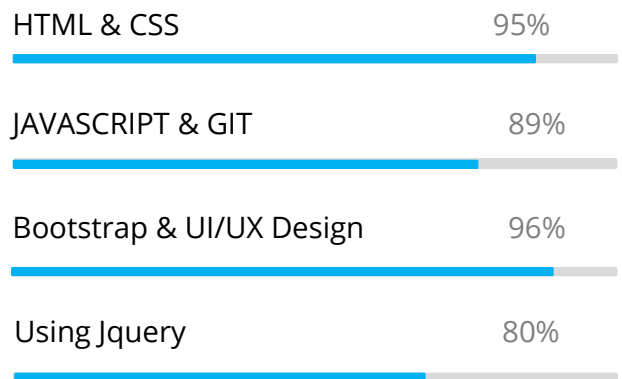 HTML & CSS 95%
JAVASCRIPT & GIT 89%
Bootstrap & UI/UX Design 96%
Using Jquery 80%